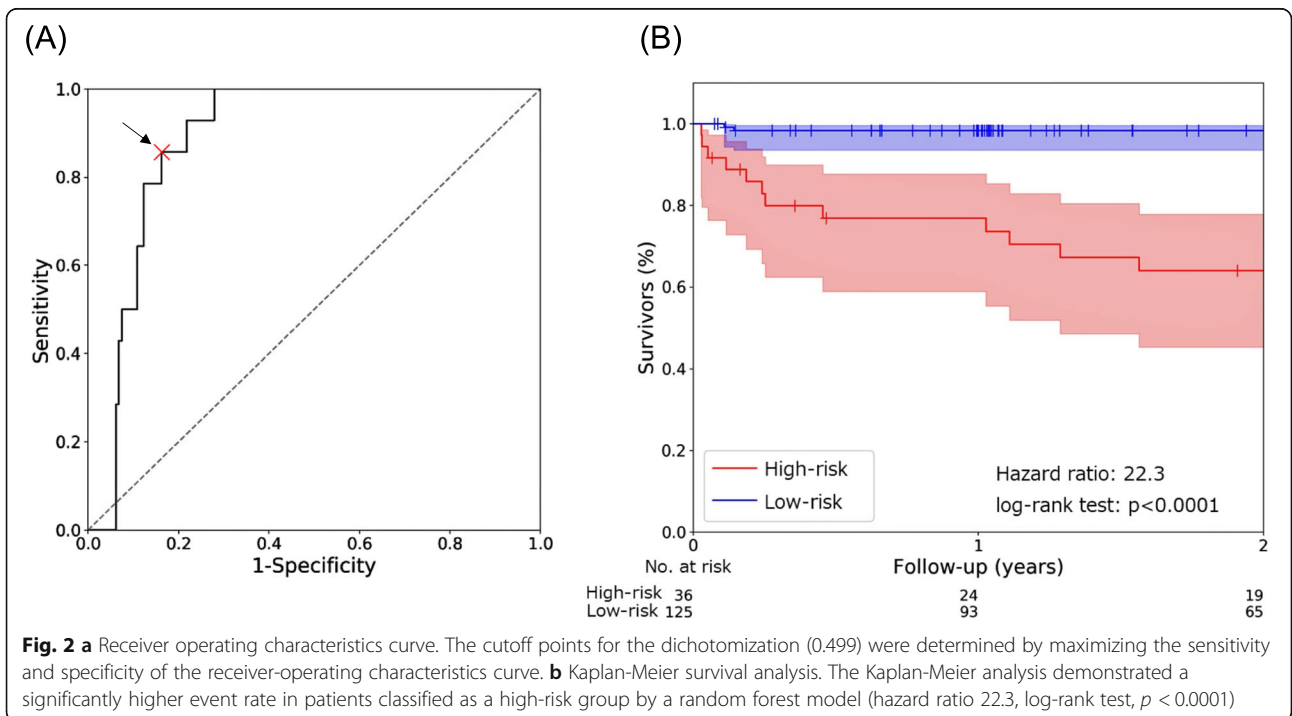 (A)
(B)
1.0
0.8
0.6
0.4
0.2
0.0
Sensitivity
0.0 0.2 0.4 0.6 0.8 1.0
1-Specificity
1.0
0.8
0.6
0.4
0.2
0.0
Survivors (%)
High-risk
Low-risk
Hazard ratio: 22.3
log-rank test: p<0.0001
0 1 2
No. at risk
Follow-up (years)
High-risk 36 24 19
Low-risk 125 93 65
Fig. 2 a Receiver operating characteristics curve. The cutoff points for the dichotomization (0.499) were determined by maximizing the sensitivity
and specificity of the receiver-operating characteristics curve. b Kaplan-Meier survival analysis. The Kaplan-Meier analysis demonstrated a
significantly higher event rate in patients classified as a high-risk group by a random forest model (hazard ratio 22.3, log-rank test, p < 0.0001)